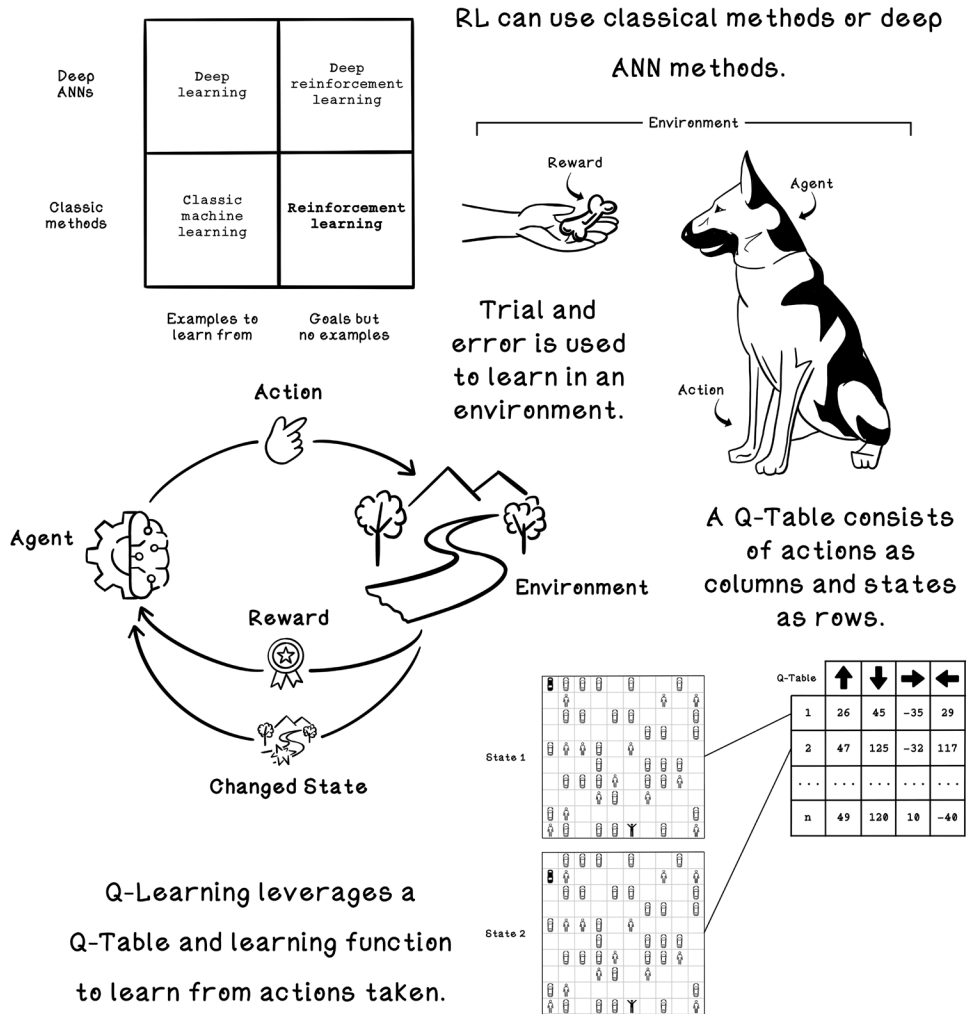 RL can use classical methods or deep
ANN methods.
Deep
ANNs
Deep
learning
Deep
reinforcement
learning
Classic
methods
Classic
machine
learning
Reinforcement
learning
Examples to
learn from
Goals but
no examples
Environment
Reward
Agent
Action
Trial and
error is used
to learn in an
environment.
Action
Agent
Environment
Reward
Changed State
A Q-Table consists
of actions as
columns and states
as rows.
Q-Table
1 26 45 -35 29
2 47 125 -32 117
... ... ... ... ...
n 49 120 10 -40
State 1
State 2
Q-Learning leverages a
Q-Table and learning function
to learn from actions taken.